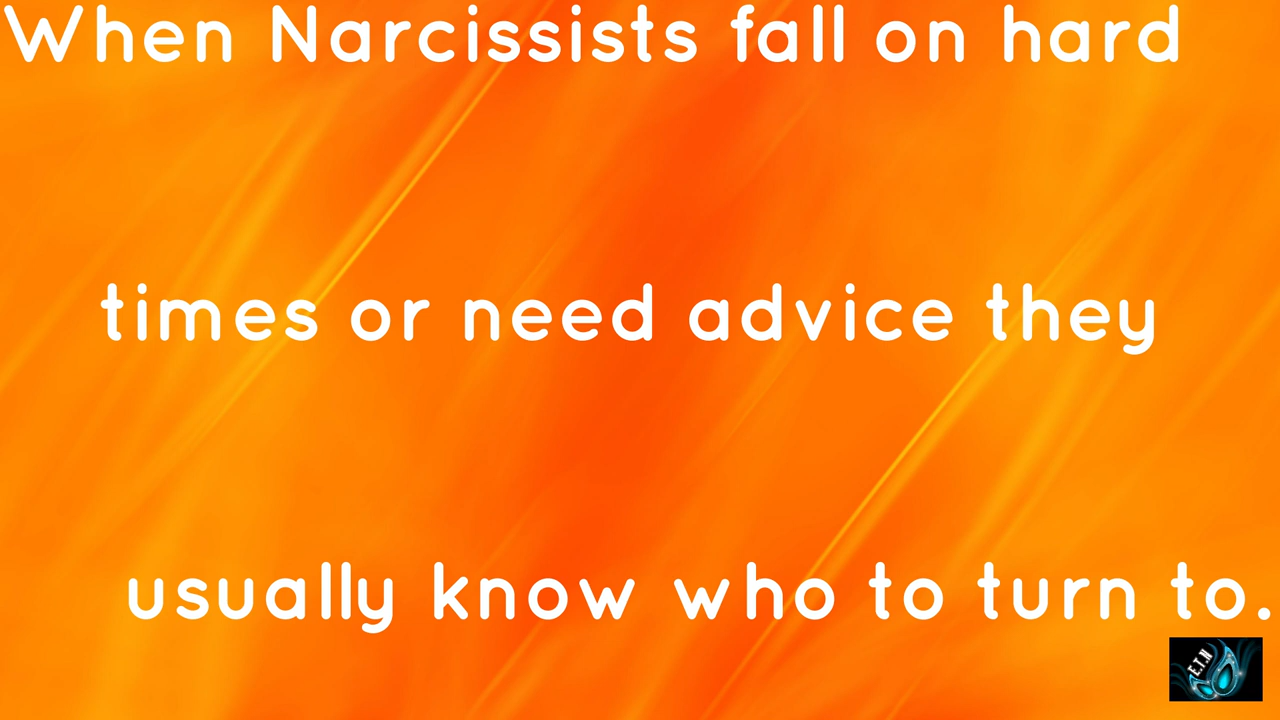 When Narcissists fall on hard
times or need advice they
usually know who to turn to.
E.T.N